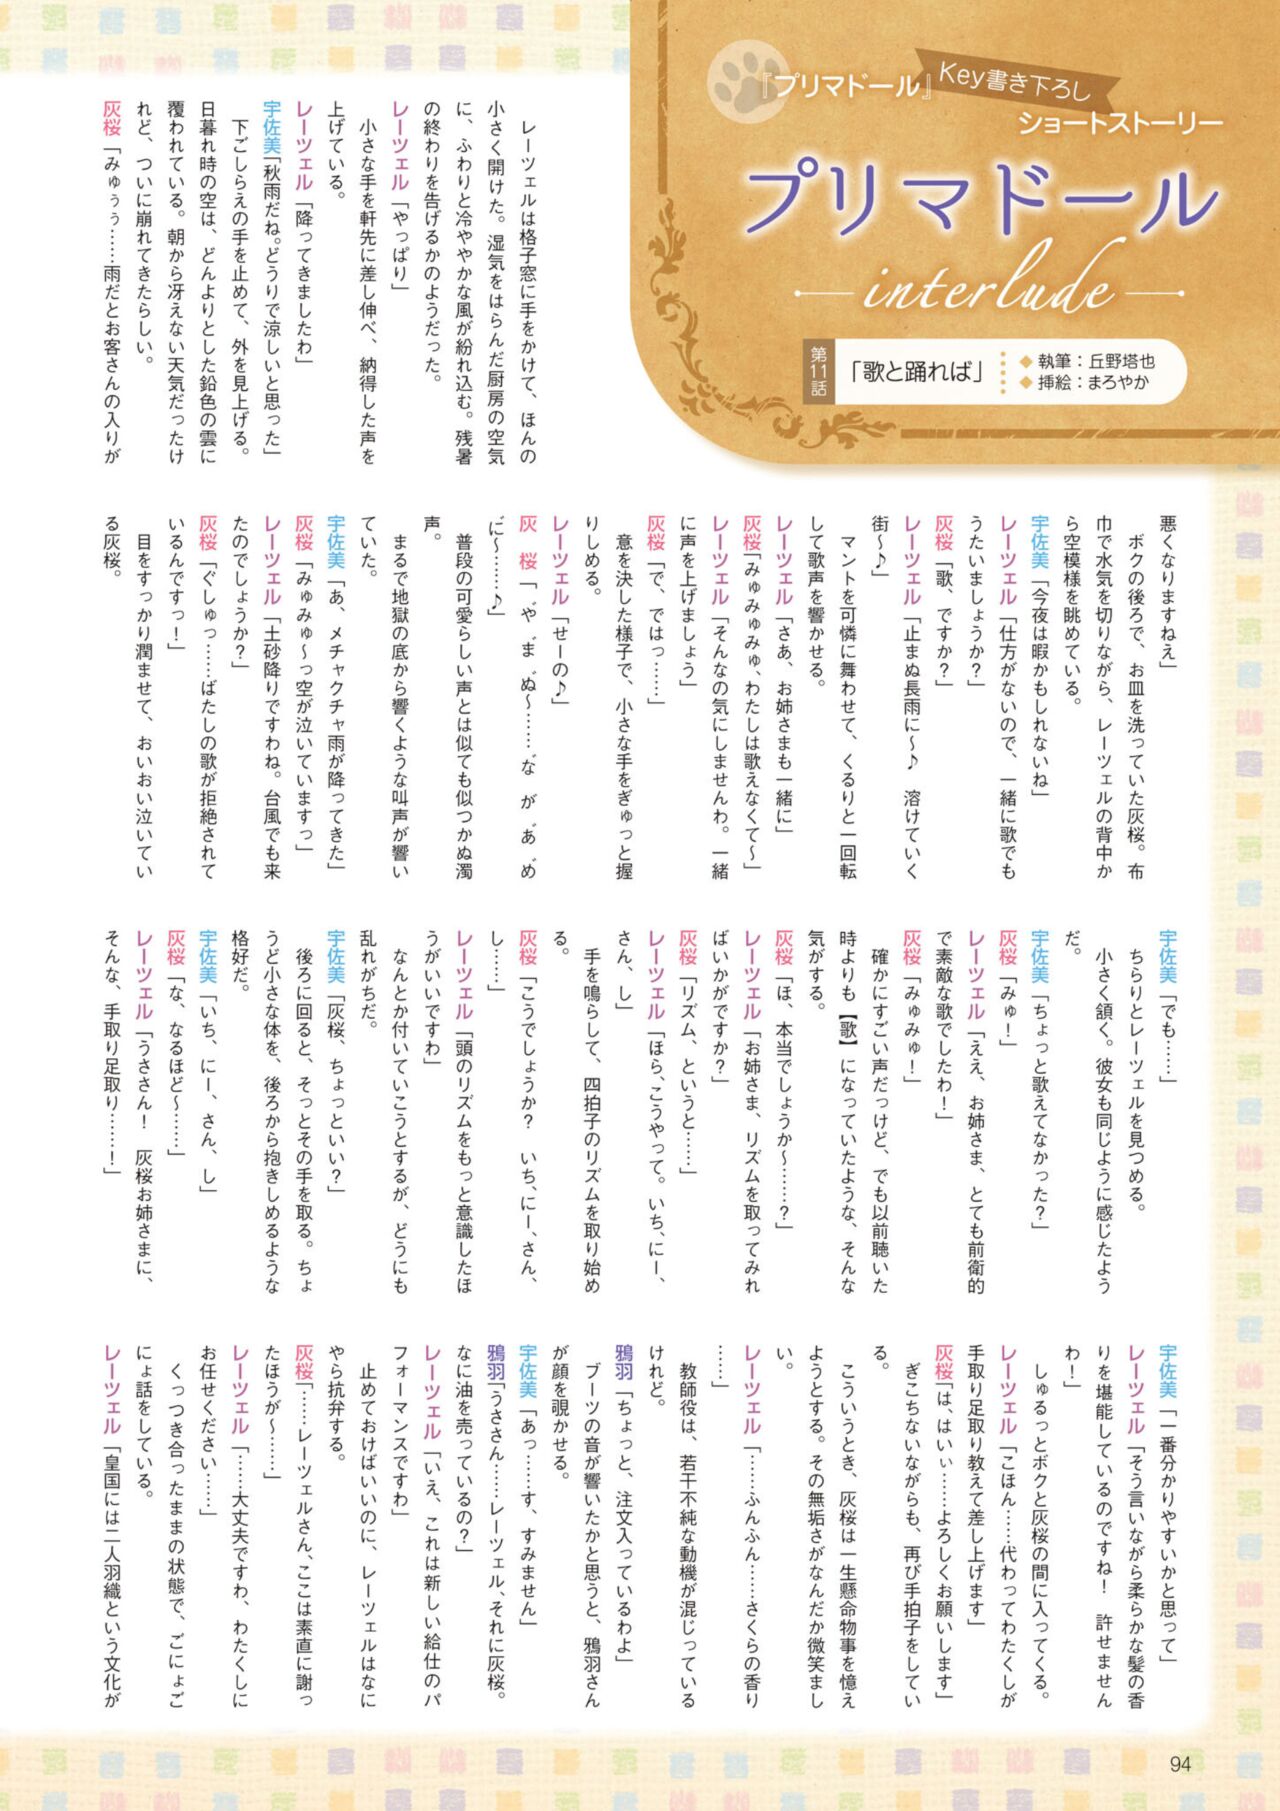 『プリマドール』
Key書き下ろし
ショートストーリー
プリマドール
interlude
第11話
「歌と踊れば」
◆執筆：丘野塔也
◆挿絵：まろやか
レーツェルは格子窓に手をかけて、ほんの
小さく開けた。湿気をはらんだ厨房の空気
に、ふわりと冷ややかな風が紛れ込む。残暑
の終わりを告げるかのようだった。
レーツェル「やっぱり」
小さな手を軒先に差し伸べ、納得した声を
上げている。
レーツェル「降ってきましたわ」
宇佐美「秋雨だね。どうりで涼しいと思った」
下ごしらえの手を止めて、外を見上げる。
日暮れ時の空は、どんよりとした鉛色の雲に
覆われている。朝から冴えない天気だったけ
れど、ついに崩れてきたらしい。
灰桜「みゅぅぅ……雨だとお客さんの入りが
悪くなりますねえ」
ボクの後ろで、お皿を洗っていた灰桜。布
巾で水気を切りながら、レーツェルの背中か
ら空模様を眺めている。
宇佐美「今夜は暇かもしれないね」
レーツェル「仕方がないので、一緒に歌でも
うたいましょうか？」
灰桜「歌、ですか？」
レーツェル「止まぬ長雨に～♪　溶けていく
街～♪」
マントを可憐に舞わせて、くるりと一回転
して歌声を響かせる。
レーツェル「さあ、お姉さまも一緒に」
灰桜「みゅみゅみゅ、わたしは歌えなくて～」
レーツェル「そんなの気にしませんわ。一緒
に声を上げましょう」
灰桜「で、ではっ……」
意を決した様子で、小さな手をぎゅっと握
りしめる。
レーツェル「せーの♪」
灰　桜　「や゛ま゛ぬ゛～……な　が　あ゛め
に゛～………♪」
普段の可愛らしい声とは似ても似つかぬ濁
声。
まるで地獄の底から響くような叫声が響い
ていた。
宇佐美「あ、メチャクチャ雨が降ってきた」
灰桜「みゅみゅ～っ空が泣いていますっ」
レーツェル「土砂降りですわね。台風でも来
たのでしょうか？」
灰桜「ぐしゅっ……ばたしの歌が拒絶されて
いるんですっ！」
目をすっかり潤ませて、おいおい泣いてい
る灰桜。
宇佐美「でも……」
ちらりとレーツェルを見つめる。
小さく頷く。彼女も同じように感じたよう
だ。
宇佐美「ちょっと歌えてなかった？」
灰桜「みゅ！」
レーツェル「ええ、お姉さま、とても前衛的
で素敵な歌でしたわ！」
灰桜「みゅみゅ！」
確かにすごい声だっけど、でも以前聴いた
時よりも【歌】になっていたような、そんな
気がする。
灰桜「ほ、本当でしょうか～……？」
レーツェル「お姉さま、リズムを取ってみれ
ばいかがですか？」
灰桜「リズム、というと……」
レーツェル「ほら、こうやって。いち、にー、
さん、し」
手を鳴らして、四拍子のリズムを取り始め
る。
灰桜「こうでしょうか？　いち、にー、さん、
し……」
レーツェル「頭のリズムをもっと意識したほ
うがいいですわ」
なんとか付いていこうとするが、どうにも
乱れがちだ。
宇佐美「灰桜、ちょっといい？」
後ろに回ると、そっとその手を取る。ちょ
うど小さな体を、後ろから抱きしめるような
格好だ。
宇佐美「いち、にー、さん、し」
灰桜「な、なるほど～……」
レーツェル「うささん！　灰桜お姉さまに、
そんな、手取り足取り………！」
宇佐美「一番分かりやすいかと思って」
レーツェル「そう言いながら柔らかな髪の香
りを堪能しているのですね！　許せません
わ！」
しゅるっとボクと灰桜の間に入ってくる。
レーツェル「こほん……代わってわたくしが
手取り足取り教えて差し上げます」
灰桜「は、はいぃ……よろしくお願いします」
ぎこちないながらも、再び手拍子をしてい
る。
こういうとき、灰桜は一生懸命物事を憶え
ようとする。その無垢さがなんだか微笑まし
い。
レーツェル「……ふんふん……さくらの香り
……」
教師役は、若干不純な動機が混じっている
けれど。
鴉羽「ちょっと、注文入っているわよ」
ブーツの音が響いたかと思うと、鴉羽さん
が顔を覗かせる。
宇佐美「あっ……す、すみません」
鴉羽「うささん……レーツェル、それに灰桜。
なに油を売っているの？」
レーツェル「いえ、これは新しい給仕のパ
フォーマンスですわ」
止めておけばいいのに、レーツェルはなに
やら抗弁する。
灰桜「……レーツェルさん、ここは素直に謝っ
たほうが～……」
レーツェル「……大丈夫ですわ、わたくしに
お任せください……」
くっつき合ったままの状態で、ごにょご
にょ話をしている。
レーツェル「皇国には二人羽織という文化が
94